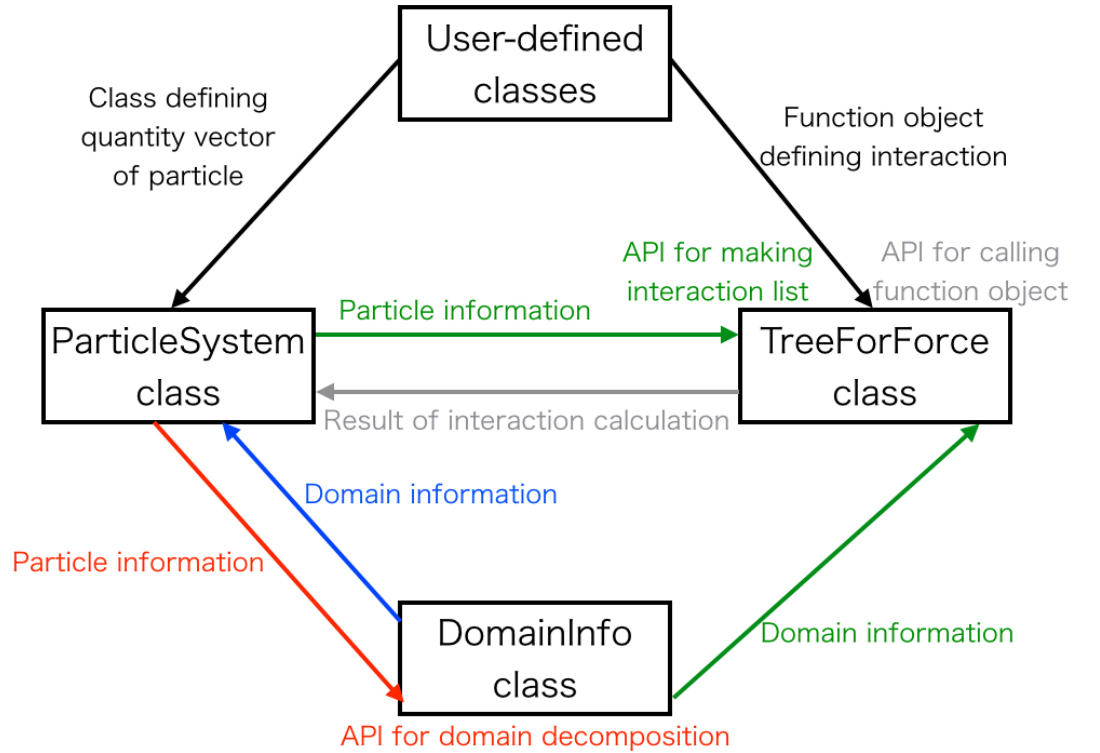 User-defined
classes
Class defining
quantity vector
of particle
Function object
defining interaction
API for making
interaction list
API for calling
function object
Particle information
ParticleSystem
class
TreeForForce
class
Result of interaction calculation
Domain information
Particle information
DomainInfo
class
Domain information
API for domain decomposition